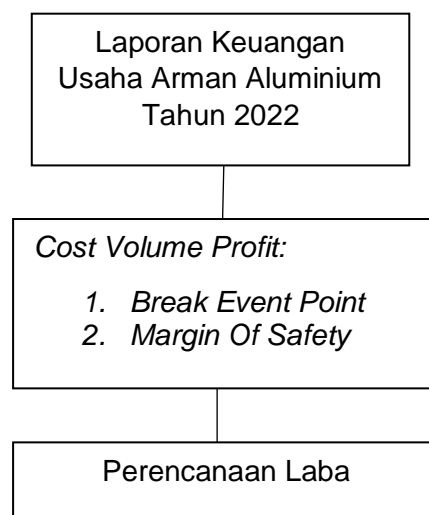 Laporan Keuangan
Usaha Arman Aluminium
Tahun 2022
Cost Volume Profit:
1. Break Event Point
2. Margin Of Safety
Perencanaan Laba